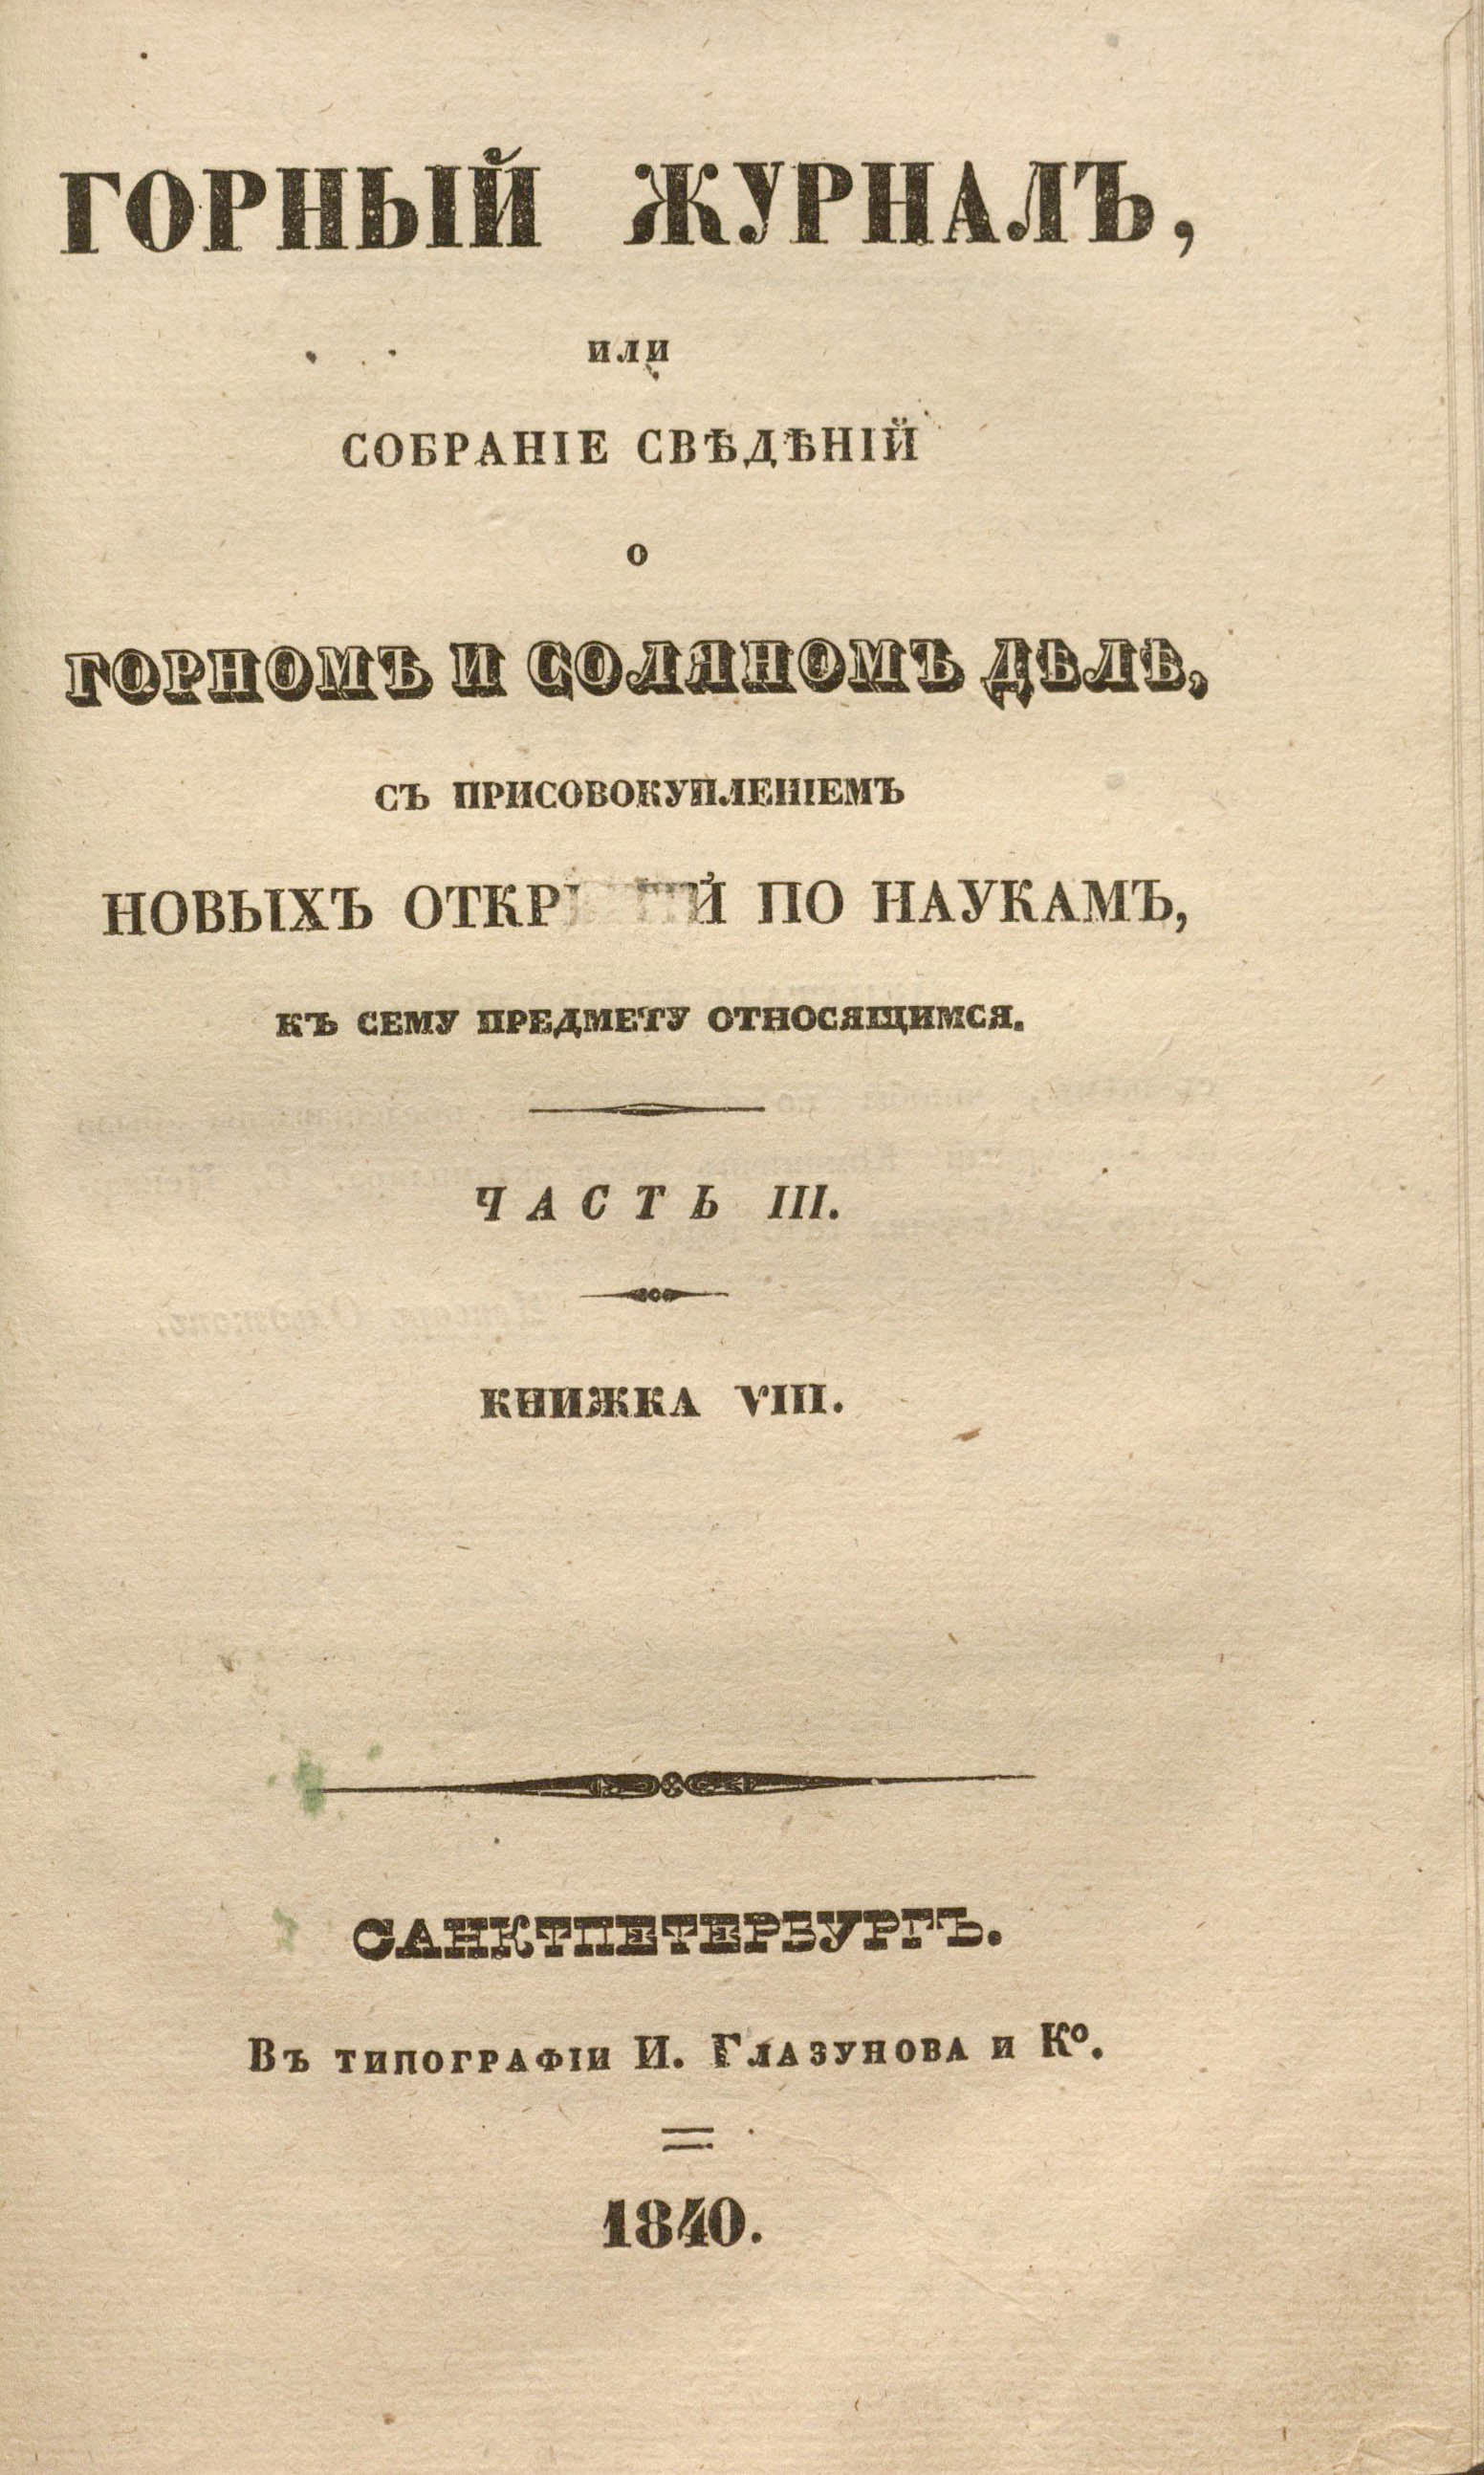 ГОРНЫЙ ЖУРНАЛЪ,
или
СОБРАНІЕ СВѢДѢНІЙ
о
ГОРНОМЪ И СОЛЯНОМЪ ДѢЛѢ,
СЪ ПРИСОВОКУПЛЕНІЕМЪ
НОВЫХЪ ПО НАУКАМЪ,
КЪ СЕМУ ПРЕДМЕТУ ОТНОСЯЩИМСЯ.
ЧАСТЬ III.
КНИЖКА VIII.
САНКТПЕТЕРБУРГЪ.
Въ типографіи И. Глазунова и Ко.
1840.